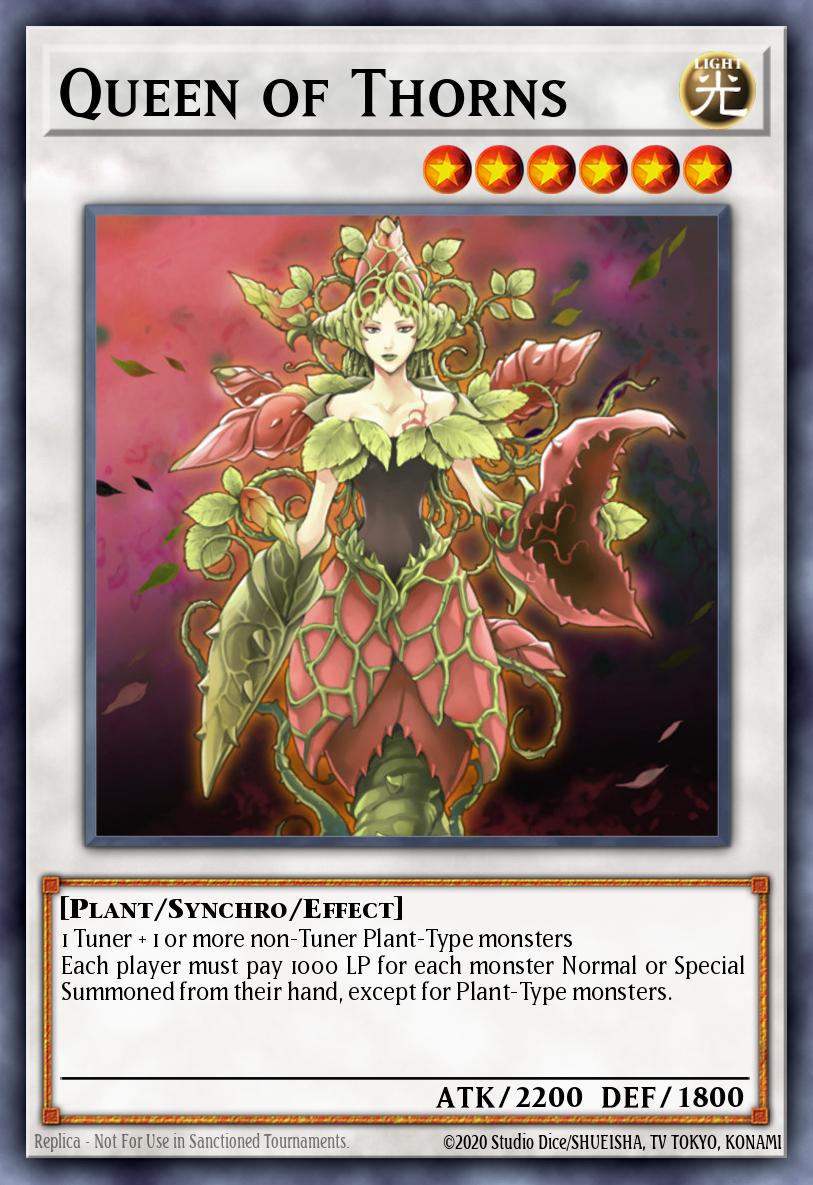 Queen of Thorns
LIGHT
光
[Plant/Synchro/Effect]
1 Tuner + 1 or more non-Tuner Plant-Type monsters
Each player must pay 1000 LP for each monster Normal or Special
Summoned from their hand, except for Plant-Type monsters.
ATK/2200 DEF/1800
Replica - Not For Use in Sanctioned Tournaments.
©2020 Studio Dice/SHUEISHA, TV TOKYO, KONAMI